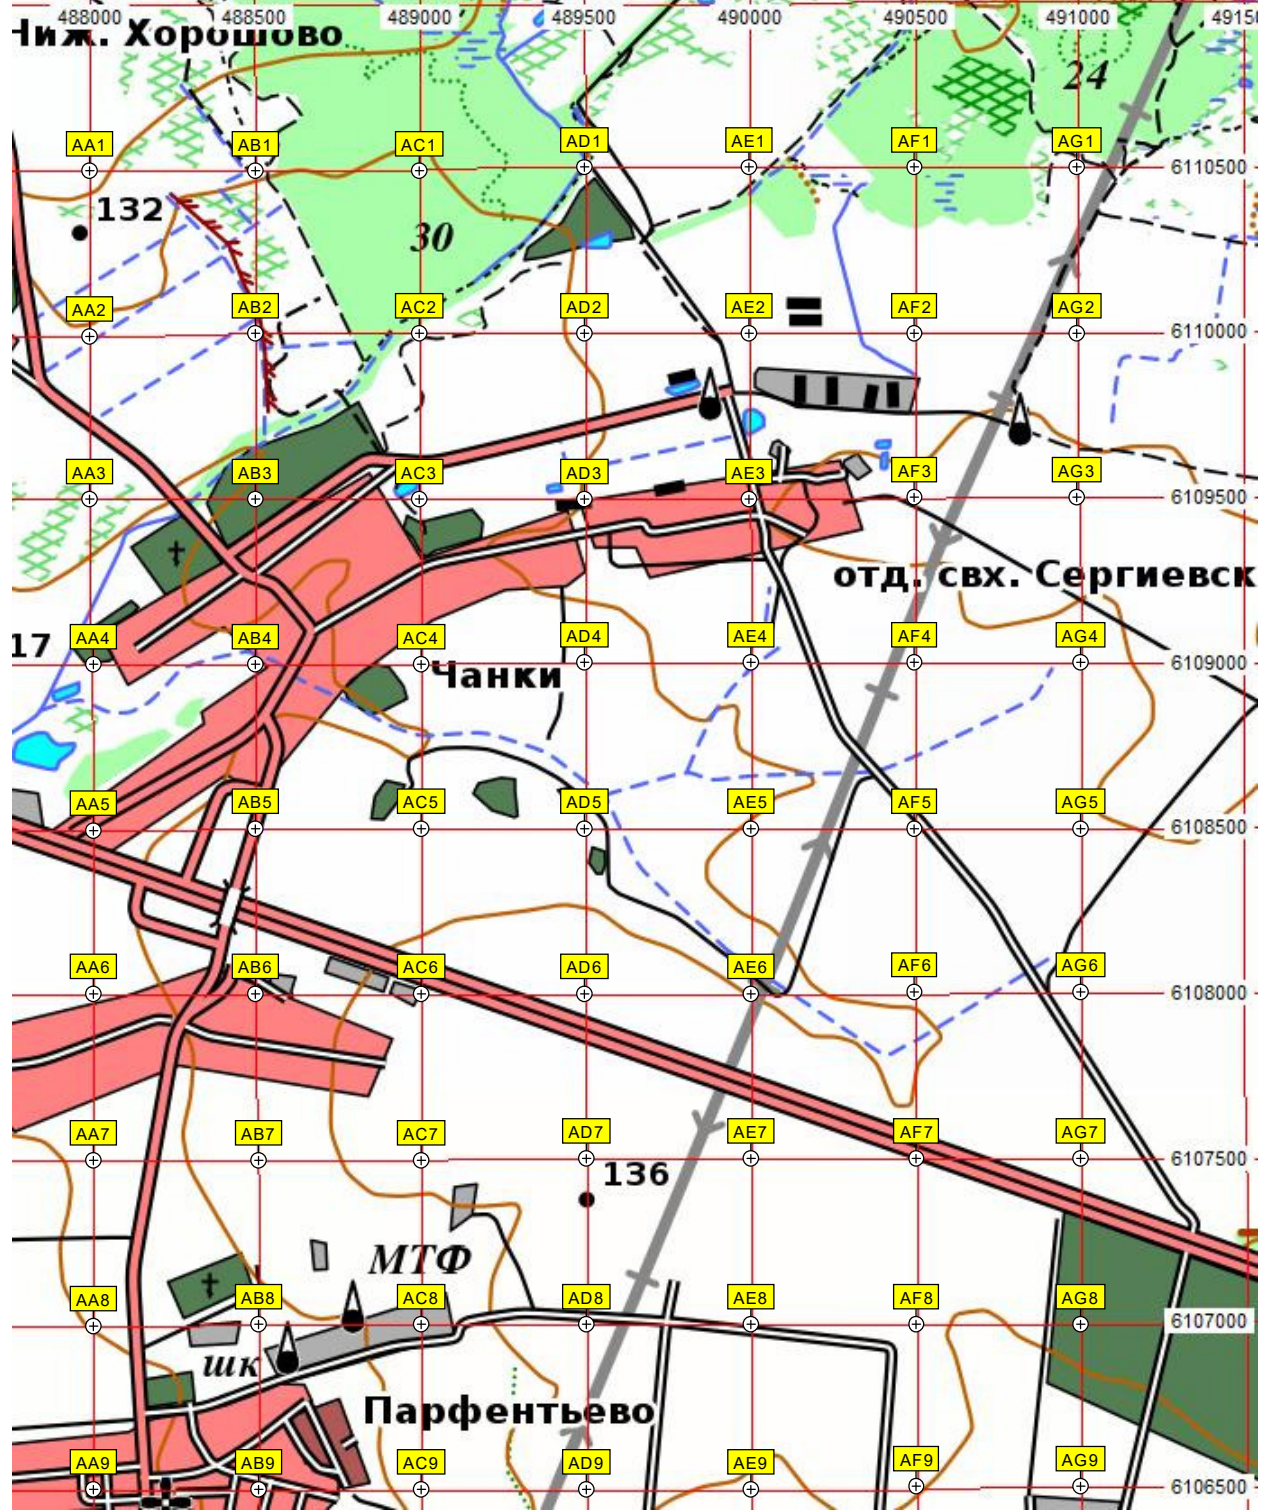 488000 488500 489000 489500 490000 490500 491000 4915
Ниж. Хорошово
24
AA1 AB1 AC1 AD1 AE1 AF1 AG1
6110500
132
30
AA2 AB2 AC2 AD2 AE2 AF2 AG2
6110000
AA3 AB3 AC3 AD3 AE3 AF3 AG3
6109500
отд. свх. Сергиевск
17
AA4 AB4 AC4 AD4 AE4 AF4 AG4
6109000
Чанки
AA5 AB5 AC5 AD5 AE5 AF5 AG5
6108500
AA6 AB6 AC6 AD6 AE6 AF6 AG6
6108000
AA7 AB7 AC7 AD7 AE7 AF7 AG7
6107500
136
МТФ
AA8 AB8 AC8 AD8 AE8 AF8 AG8
6107000
шк
Парфентьево
AA9 AB9 AC9 AD9 AE9 AF9 AG9
6106500